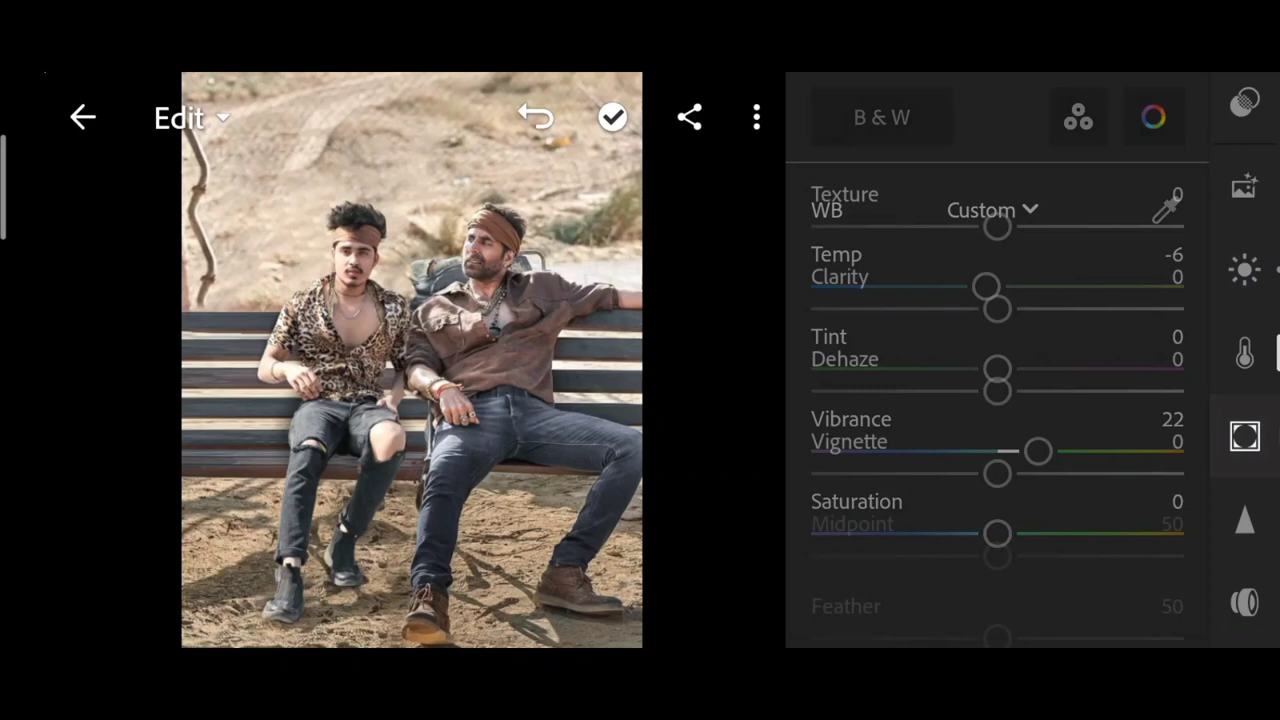 Edit
B & W
Texture 0
WB Custom
Temp -6
Clarity 0
Tint 0
Dehaze 0
Vibrance 22
Vignette 0
Saturation 0
Midpoint 50
Feather 50